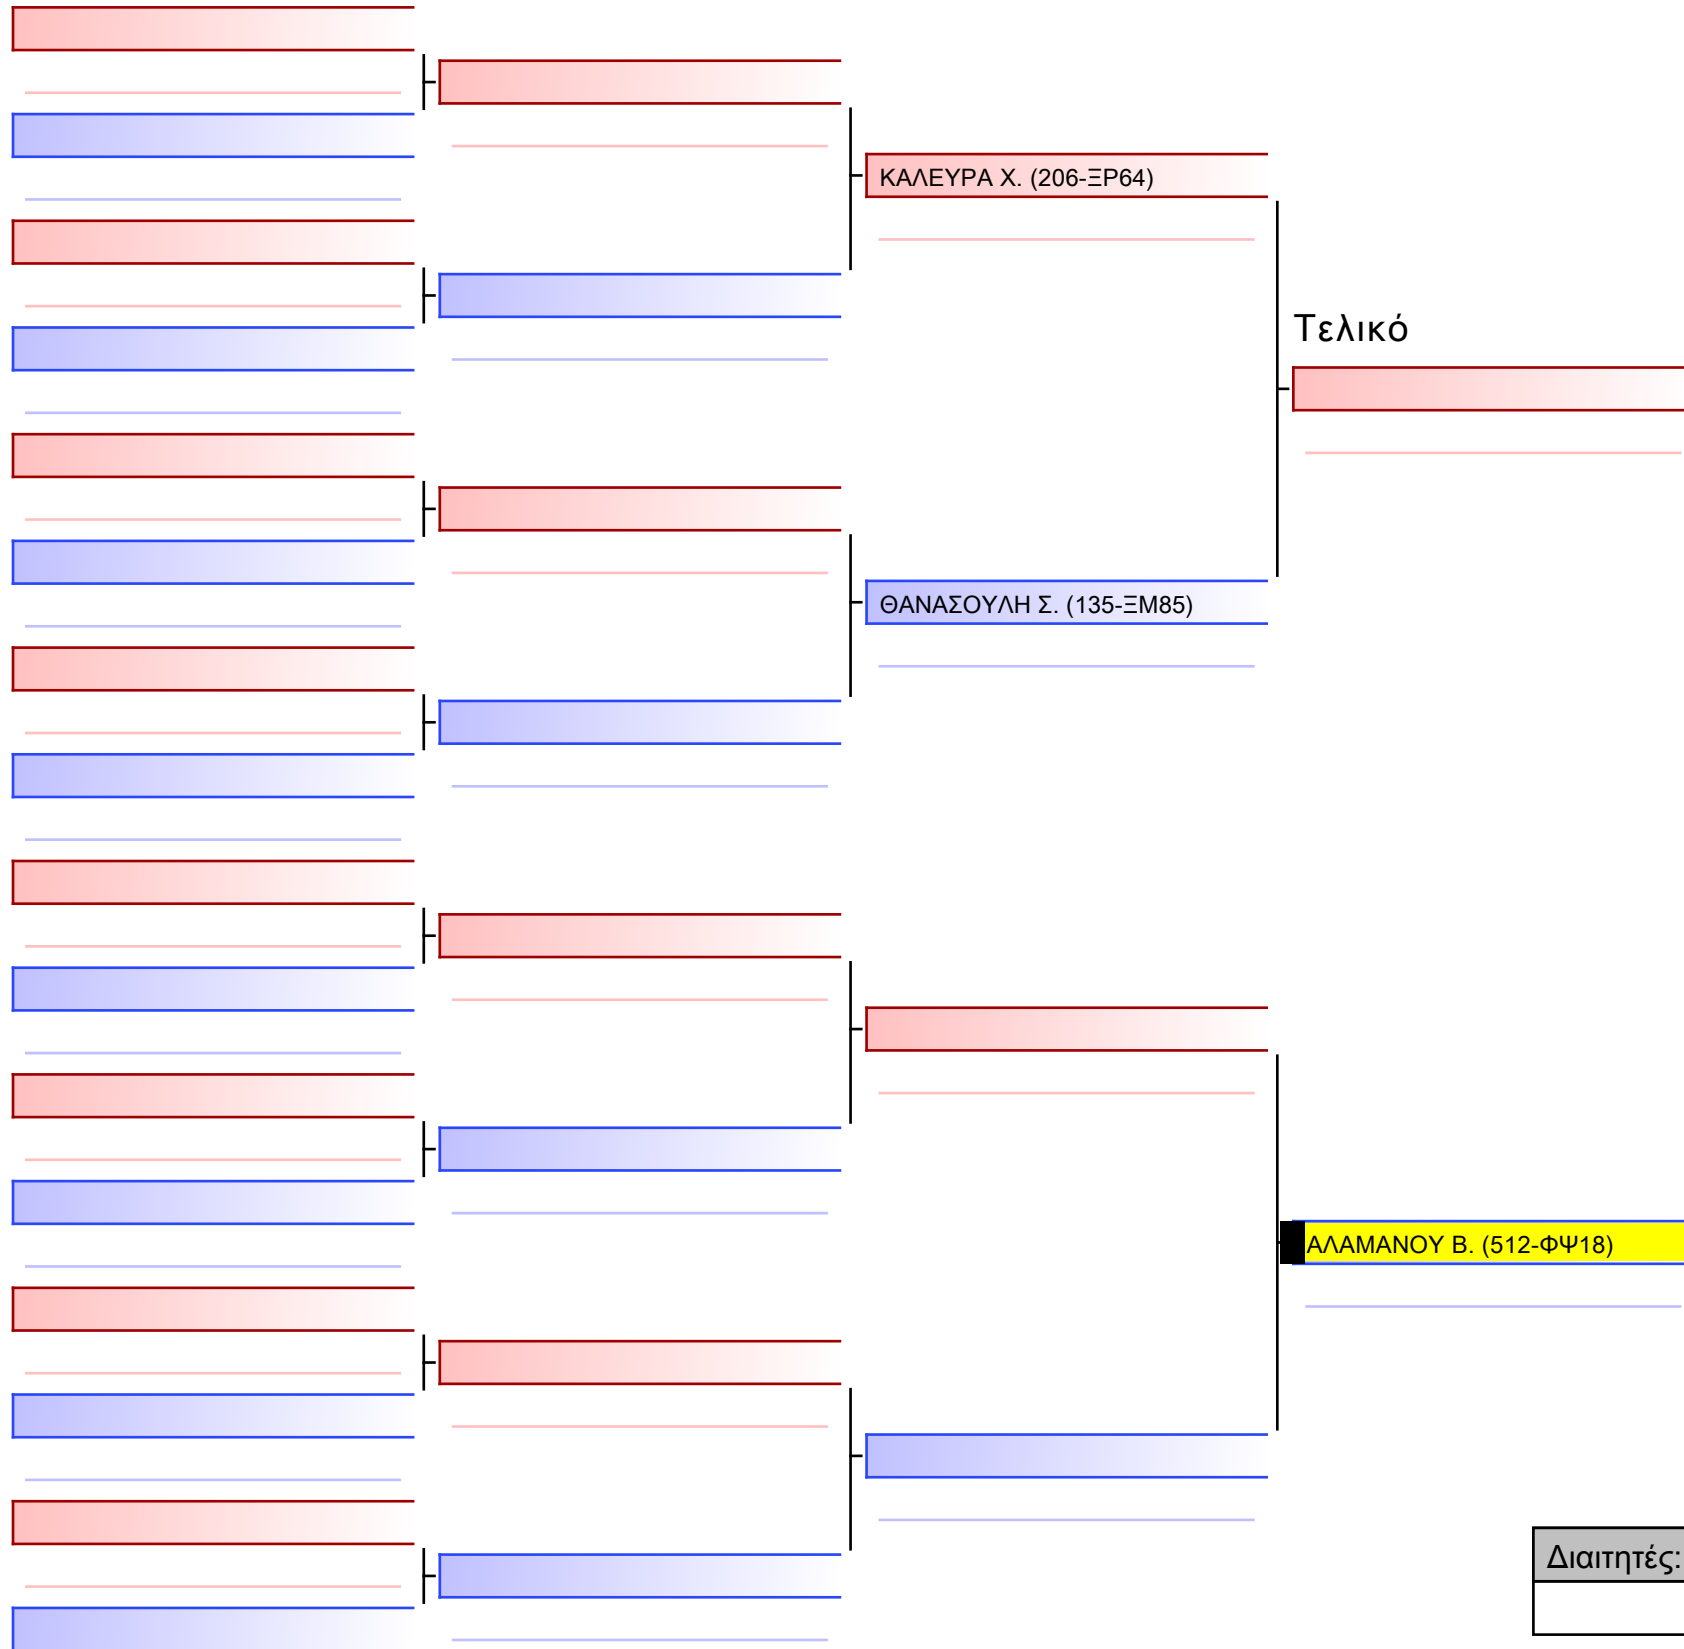 ΚΑΛΕΥΡΑ Χ. (206-ΞΡ64)
Τελικό
ΘΑΝΑΣΟΥΛΗ Σ. (135-ΞΜ85)
ΑΛΑΜΑΝΟΥ Β. (512-ΦΨ18)
Διαιτητές: